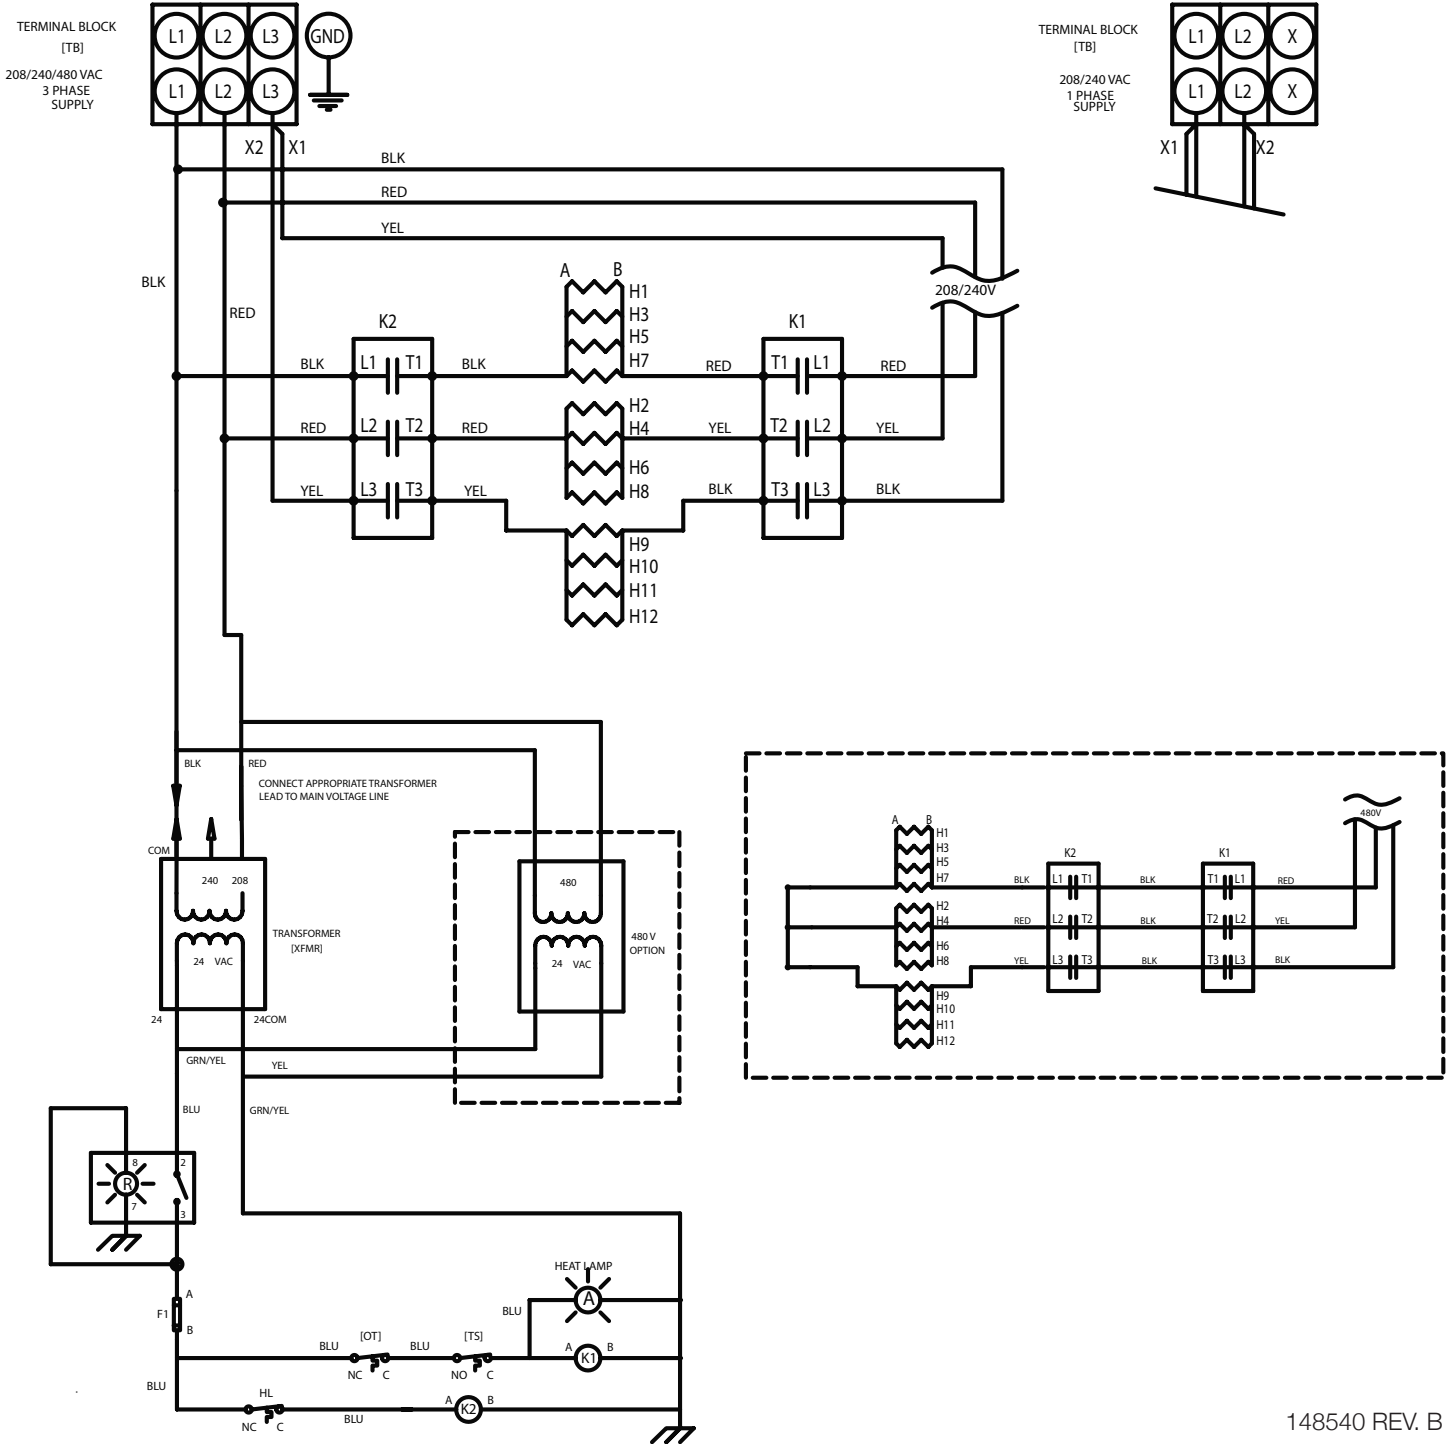 TERMINAL BLOCK
[TB]
208/240/480 VAC
3 PHASE
SUPPLY
L1 L2 L3 GND
L1 L2 L3
X2 X1
TERMINAL BLOCK
[TB]
208/240 VAC
1 PHASE
SUPPLY
L1 L2 X
L1 L2 X
X1 X2
BLK
RED
YEL
BLK
RED
208/240V
A B
H1
H3
H5
H7
H2
H4
H6
H8
H9
H10
H11
H12
K2
K1
BLK L1 T1 BLK RED T1 L1 RED
RED L2 T2 RED YEL T2 L2 YEL
YEL L3 T3 YEL BLK T3 L3 BLK
BLK RED
CONNECT APPROPRIATE TRANSFORMER
LEAD TO MAIN VOLTAGE LINE
COM
240 208
TRANSFORMER
[XFMR]
24 VAC
24 24COM
480
24 VAC
480 V
OPTION
GRN/YEL
YEL
BLU
GRN/YEL
480V
A B
H1
H3
H5
H7
H2
H4
H6
H8
H9
H10
H11
H12
K2
K1
BLK L1 T1 BLK T1 L1 RED
RED L2 T2 BLK T2 L2 YEL
YEL L3 T3 BLK T3 L3 BLK
8 2
R
7 3
A
F1
B
HEAT LAMP
A
BLU
[OT] [TS]
BLU BLU A K1 B
NC C NO C
BLU
HL
NC C
BLU
A K2 B
148540 REV. B